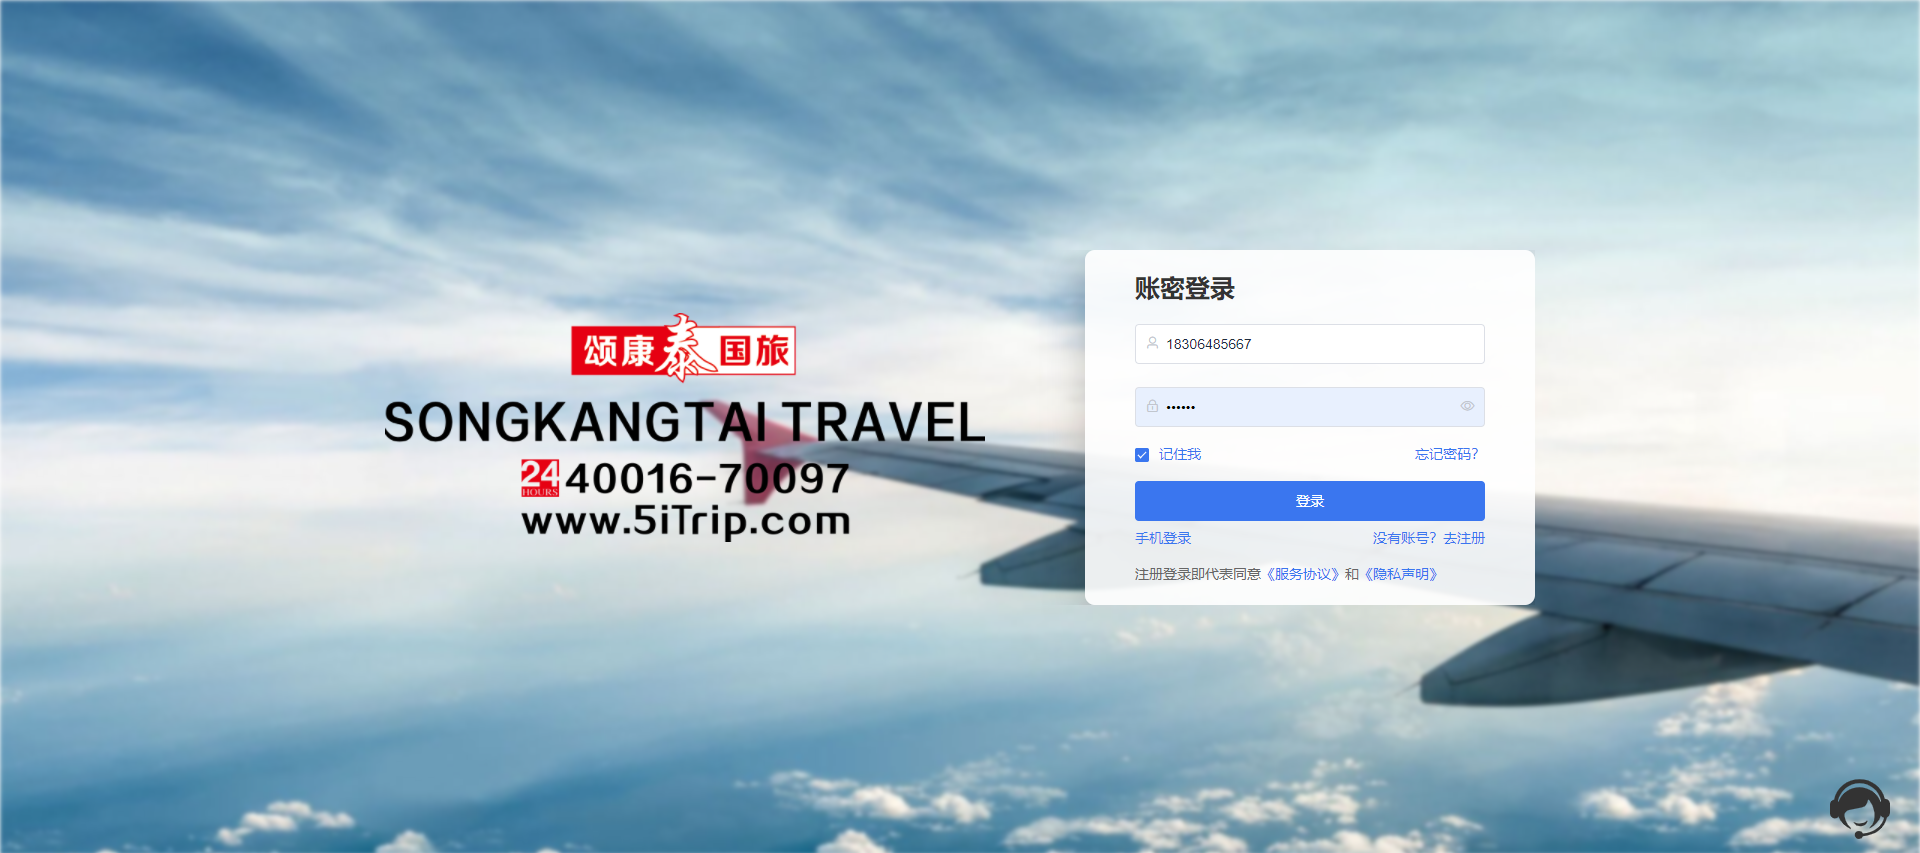 颂康泰国旅
SONGKANGTAI TRAVEL
24 HOURS 40016-70097
www.5iTrip.com
账密登录
18306485667
••••••
记住我 忘记密码?
登录
手机登录 没有账号? 去注册
注册登录即代表同意《服务协议》和《隐私声明》